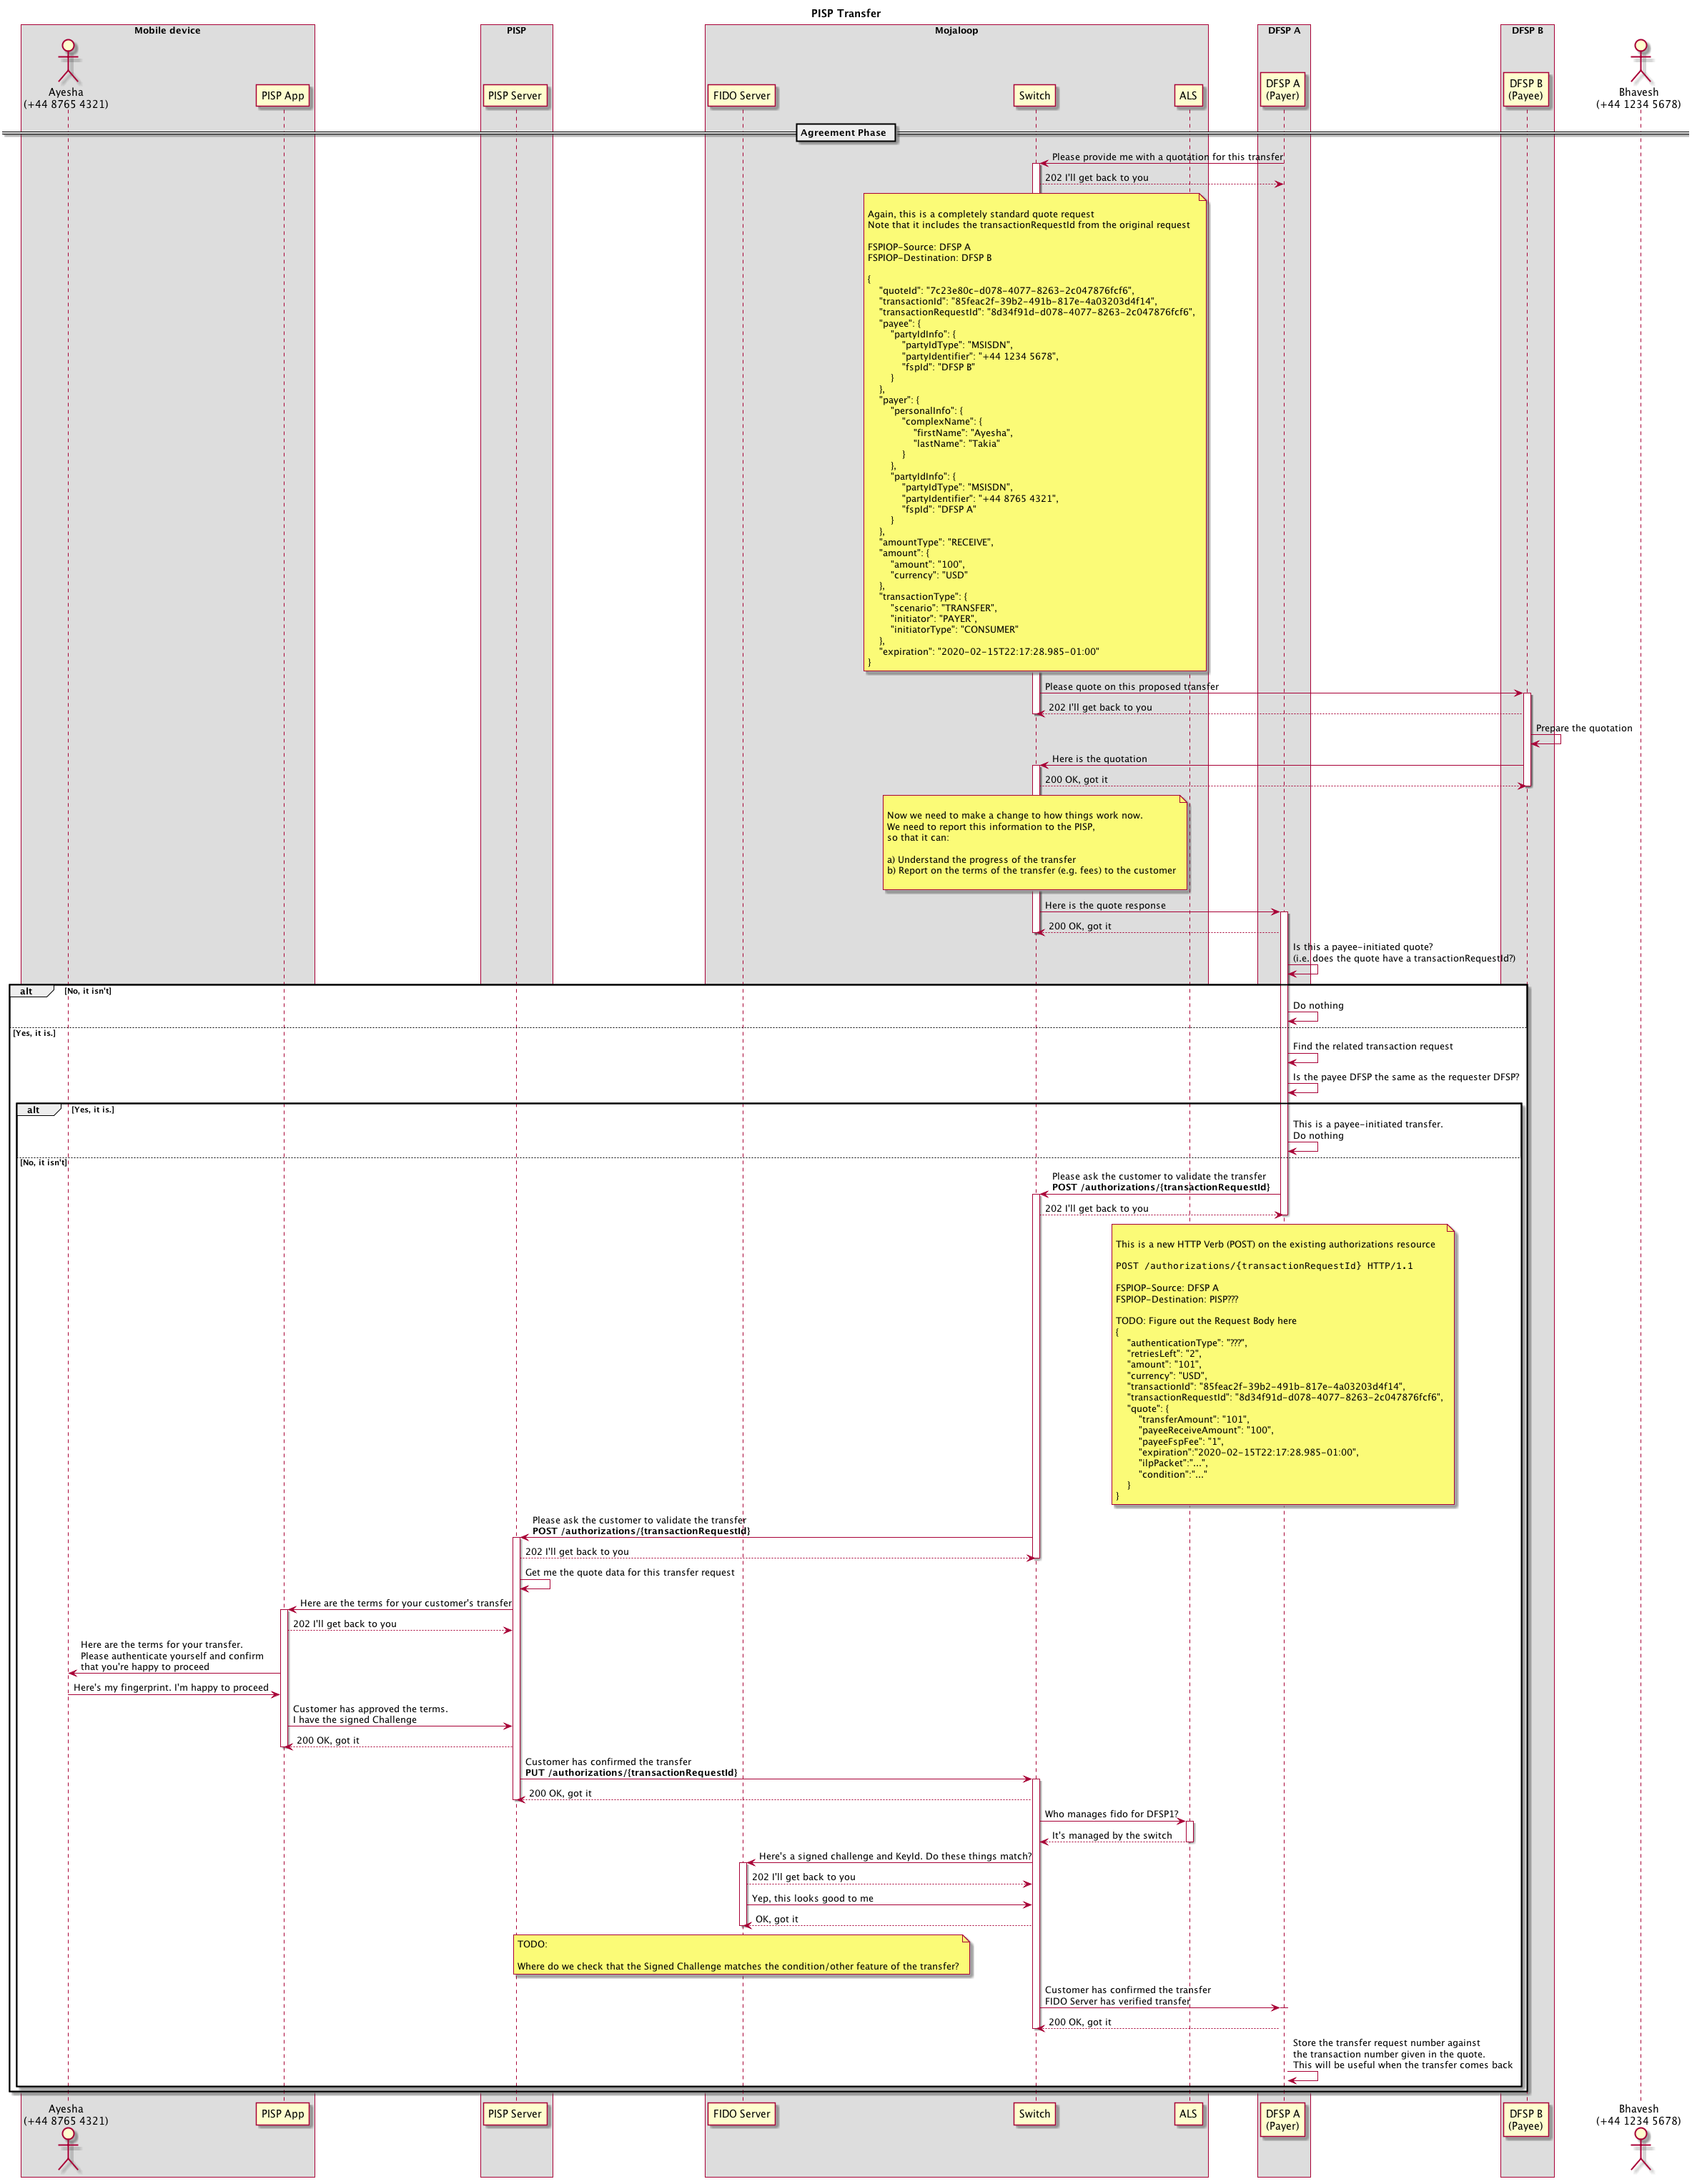 PISP Transfer
Mobile device
PISP
Mojaloop
DFSP A
DFSP B
Ayesha
(+44 8765 4321)
PISP App
PISP Server
FIDO Server
Switch
ALS
DFSP A
(Payer)
DFSP B
(Payee)
Bhavesh
(+44 1234 5678)
Agreement Phase
Please provide me with a quotation for this transfer
202 I'll get back to you
Again, this is a completely standard quote request
Note that it includes the transactionRequestId from the original request
FSPIOP-Source: DFSP A
FSPIOP-Destination: DFSP B
{
"quoteId": "7c23e80c-d078-4077-8263-2c047876fcf6",
"transactionId": "85feac2f-39b2-491b-817e-4a03203d4f14",
"transactionRequestId": "8d34f91d-d078-4077-8263-2c047876fcf6",
"payee": {
"partyIdInfo": {
"partyIdType": "MSISDN",
"partyIdentifier": "+44 1234 5678",
"fspId": "DFSP B"
}
},
"payer": {
"personalInfo": {
"complexName": {
"firstName": "Ayesha",
"lastName": "Takia"
}
},
"partyIdInfo": {
"partyIdType": "MSISDN",
"partyIdentifier": "+44 8765 4321",
"fspId": "DFSP A"
}
},
"amountType": "RECEIVE",
"amount": {
"amount": "100",
"currency": "USD"
},
"transactionType": {
"scenario": "TRANSFER",
"initiator": "PAYER",
"initiatorType": "CONSUMER"
},
"expiration": "2020-02-15T22:17:28.985-01:00"
}
Please quote on this proposed transfer
202 I'll get back to you
Prepare the quotation
Here is the quotation
200 OK, got it
Now we need to make a change to how things work now.
We need to report this information to the PISP,
so that it can:
a) Understand the progress of the transfer
b) Report on the terms of the transfer (e.g. fees) to the customer
Here is the quote response
200 OK, got it
Is this a payee-initiated quote?
(i.e. does the quote have a transactionRequestId?)
alt [No, it isn't]
Do nothing
[Yes, it is.]
Find the related transaction request
Is the payee DFSP the same as the requester DFSP?
alt [Yes, it is.]
This is a payee-initiated transfer.
Do nothing
[No, it isn't]
Please ask the customer to validate the transfer
POST /authorizations/{transactionRequestId}
202 I'll get back to you
This is a new HTTP Verb (POST) on the existing authorizations resource
POST /authorizations/{transactionRequestId} HTTP/1.1
FSPIOP-Source: DFSP A
FSPIOP-Destination: PISP???
TODO: Figure out the Request Body here
{
"authenticationType": "???",
"retriesLeft": "2",
"amount": "101",
"currency": "USD",
"transactionId": "85feac2f-39b2-491b-817e-4a03203d4f14",
"transactionRequestId": "8d34f91d-d078-4077-8263-2c047876fcf6",
"quote": {
"transferAmount": "101",
"payeeReceiveAmount": "100",
"payeeFspFee": "1",
"expiration":"2020-02-15T22:17:28.985-01:00",
"ilpPacket":"...",
"condition":"..."
}
}
Please ask the customer to validate the transfer
POST /authorizations/{transactionRequestId}
202 I'll get back to you
Get me the quote data for this transfer request
Here are the terms for your customer's transfer
202 I'll get back to you
Here are the terms for your transfer.
Please authenticate yourself and confirm
that you're happy to proceed
Here's my fingerprint. I'm happy to proceed
Customer has approved the terms.
I have the signed Challenge
200 OK, got it
Customer has confirmed the transfer
PUT /authorizations/{transactionRequestId}
200 OK, got it
Who manages fido for DFSP1?
It's managed by the switch
Here's a signed challenge and KeyId. Do these things match?
202 I'll get back to you
Yep, this looks good to me
OK, got it
TODO:
Where do we check that the Signed Challenge matches the condition/other feature of the transfer?
Customer has confirmed the transfer
FIDO Server has verified transfer
200 OK, got it
Store the transfer request number against
the transaction number given in the quote.
This will be useful when the transfer comes back
Ayesha
(+44 8765 4321)
PISP App
PISP Server
FIDO Server
Switch
ALS
DFSP A
(Payer)
DFSP B
(Payee)
Bhavesh
(+44 1234 5678)